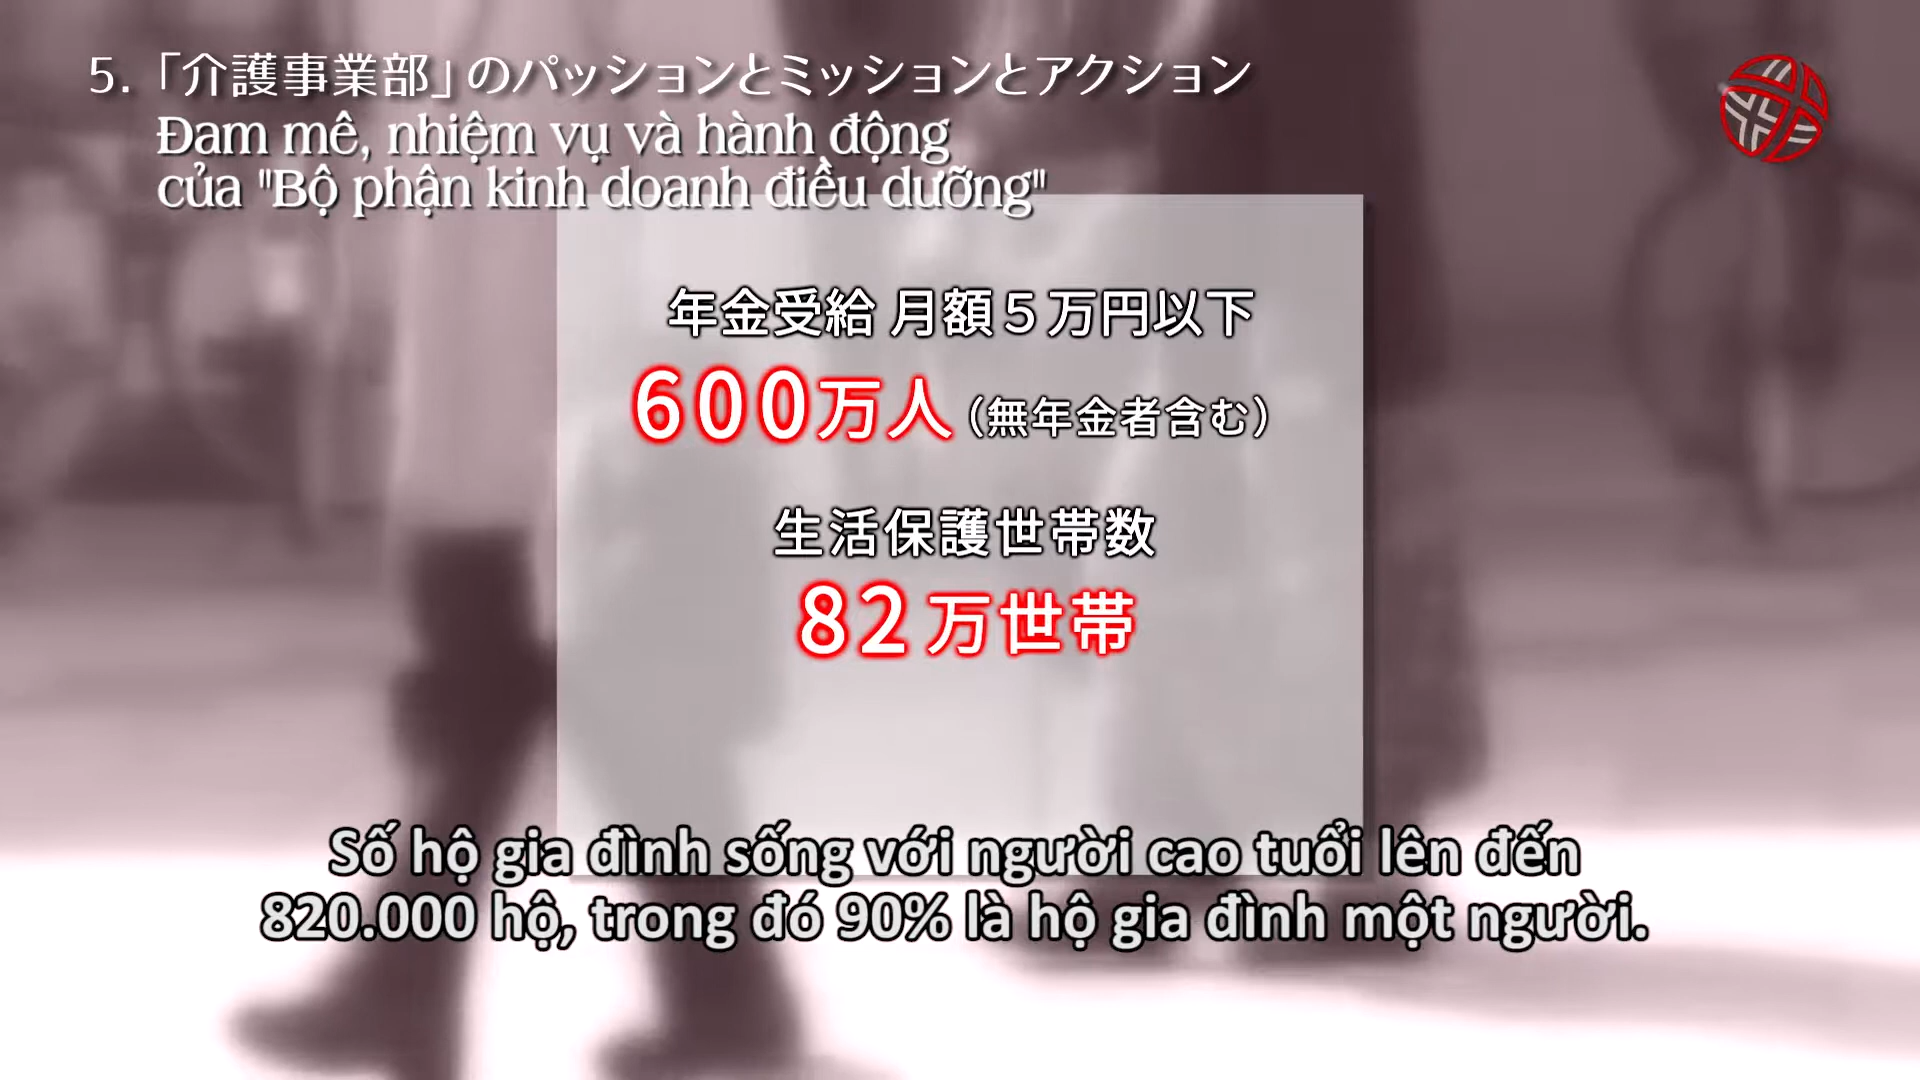 5.「介護事業部」のパッションとミッションとアクション
Đam mê, nhiệm vụ và hành động
của "Bộ phận kinh doanh điều dưỡng"
年金受給 月額５万円以下
600万人（無年金者含む）
生活保護世帯数
82万世帯
Số hộ gia đình sống với người cao tuổi lên đến
820.000 hộ, trong đó 90% là hộ gia đình một người.